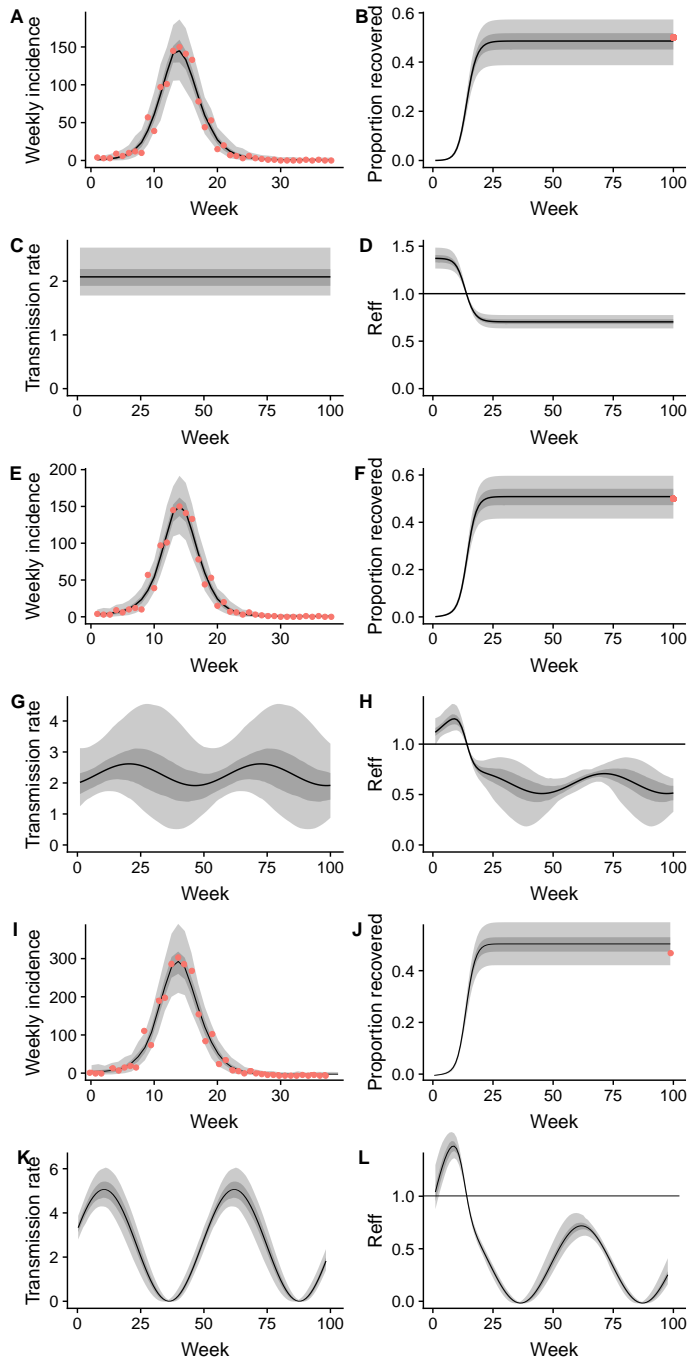 A
Weekly incidence
150
100
50
0
0 10 20 30
Week
B
Proportion recovered
0.6
0.4
0.2
0.0
0 25 50 75 100
Week
C
Transmission rate
2
1
0
0 25 50 75 100
Week
D
Reff
1.5
1.0
0.5
0.0
0 25 50 75 100
Week
E
Weekly incidence
200
150
100
50
0
0 10 20 30
Week
F
Proportion recovered
0.6
0.4
0.2
0.0
0 25 50 75 100
Week
G
Transmission rate
4
3
2
1
0
0 25 50 75 100
Week
H
Reff
1.0
0.5
0.0
0 25 50 75 100
Week
I
Weekly incidence
300
200
100
0
0 10 20 30
Week
J
Proportion recovered
0.4
0.2
0.0
0 25 50 75 100
Week
K
Transmission rate
6
4
2
0
0 25 50 75 100
Week
L
Reff
1.0
0.5
0.0
0 25 50 75 100
Week